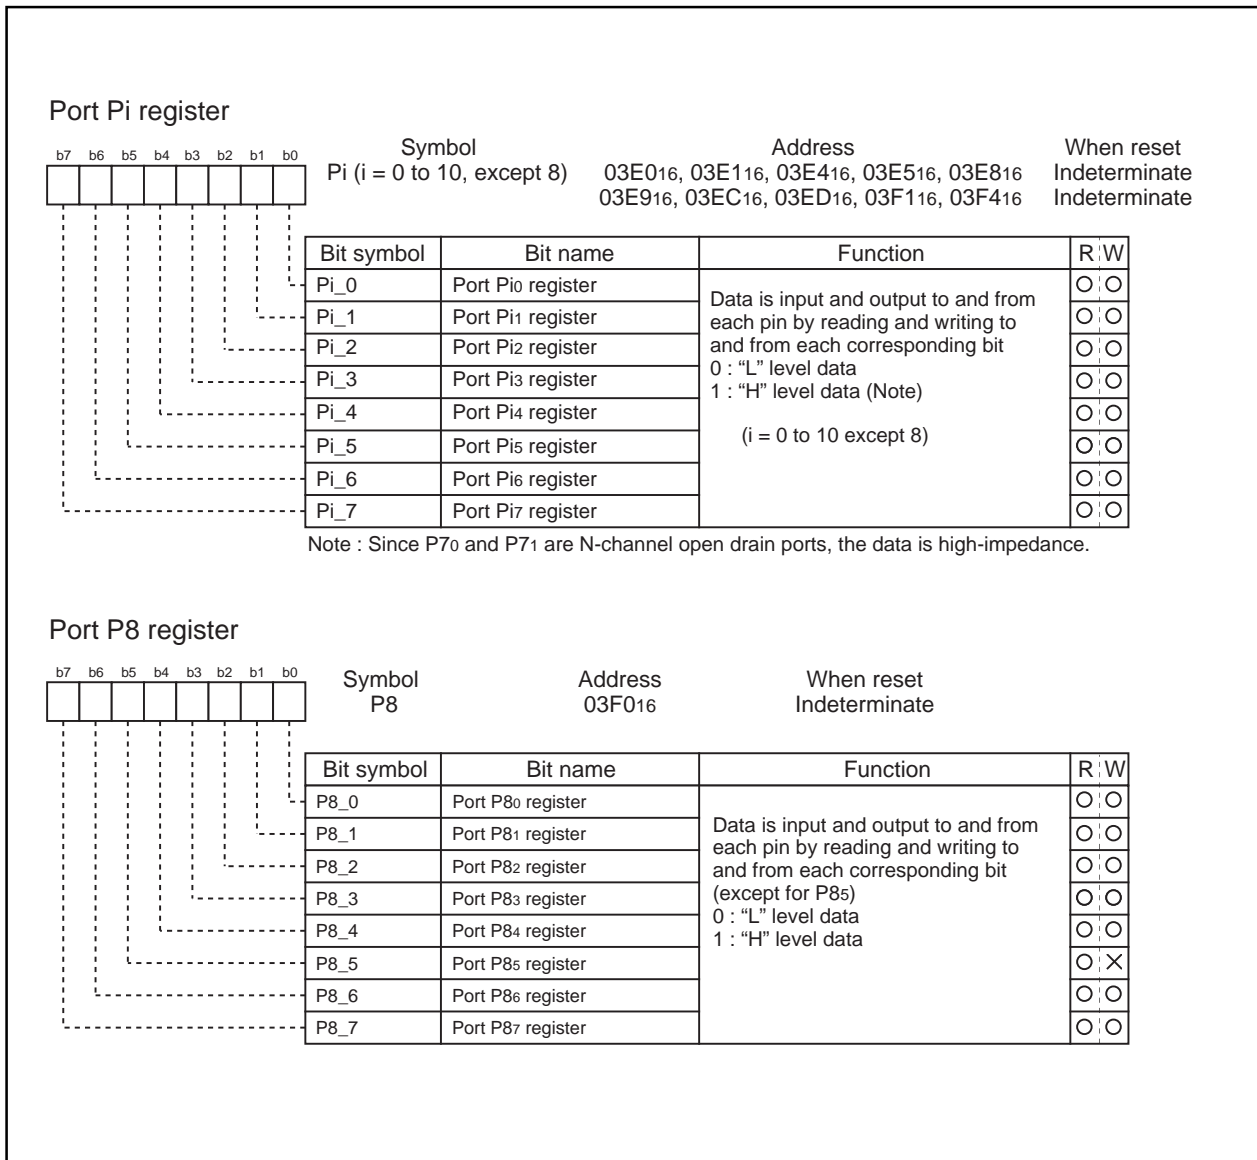 Port Pi register
b7 b6 b5 b4 b3 b2 b1 b0
Symbol Address When reset
Pi (i = 0 to 10, except 8) 03E016, 03E116, 03E416, 03E516, 03E816 Indeterminate
03E916, 03EC16, 03ED16, 03F116, 03F416 Indeterminate
Bit symbol Bit name Function R W
Pi_0 Port Pi0 register
Pi_1 Port Pi1 register
Pi_2 Port Pi2 register
Pi_3 Port Pi3 register
Pi_4 Port Pi4 register
Pi_5 Port Pi5 register
Pi_6 Port Pi6 register
Pi_7 Port Pi7 register
Data is input and output to and from
each pin by reading and writing to
and from each corresponding bit
0 : “L” level data
1 : “H” level data (Note)
(i = 0 to 10 except 8)
Note : Since P70 and P71 are N-channel open drain ports, the data is high-impedance.
Port P8 register
b7 b6 b5 b4 b3 b2 b1 b0
Symbol Address When reset
P8 03F016 Indeterminate
Bit symbol Bit name Function R W
P8_0 Port P80 register
P8_1 Port P81 register
P8_2 Port P82 register
P8_3 Port P83 register
P8_4 Port P84 register
P8_5 Port P85 register
P8_6 Port P86 register
P8_7 Port P87 register
Data is input and output to and from
each pin by reading and writing to
and from each corresponding bit
(except for P85)
0 : “L” level data
1 : “H” level data